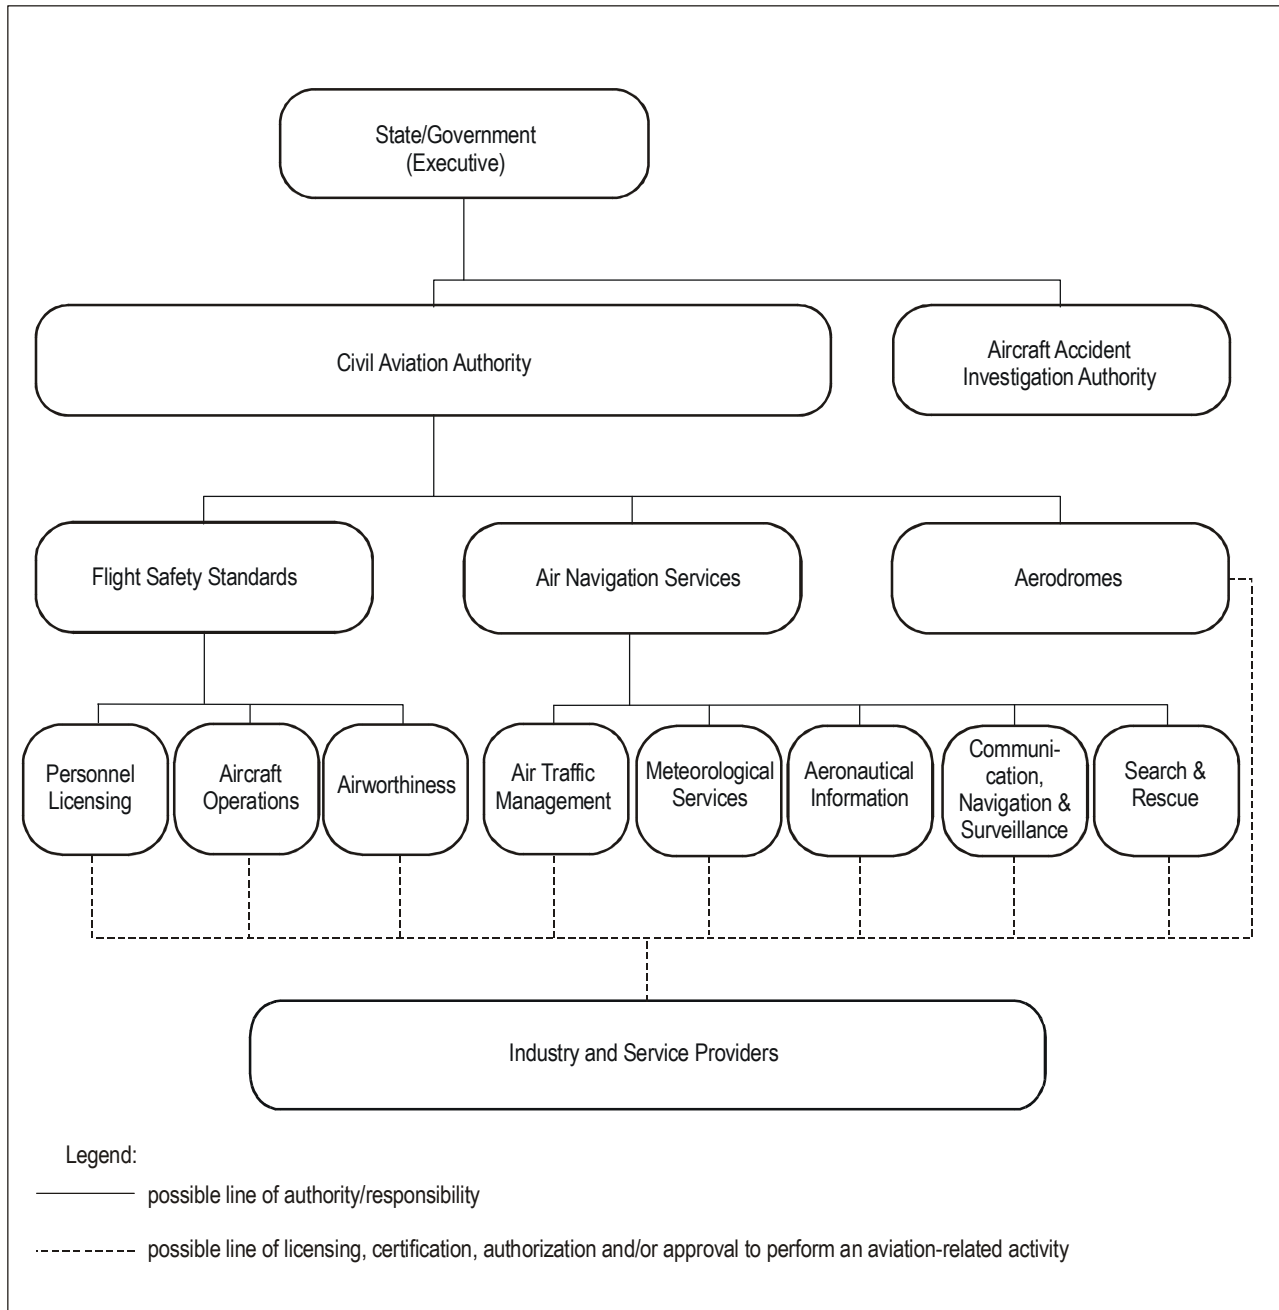 State/Government
(Executive)
Civil Aviation Authority
Aircraft Accident
Investigation Authority
Flight Safety Standards
Air Navigation Services
Aerodromes
Personnel
Licensing
Aircraft
Operations
Airworthiness
Air Traffic
Management
Meteorological
Services
Aeronautical
Information
Communi-
cation,
Navigation &
Surveillance
Search &
Rescue
Industry and Service Providers
Legend:
possible line of authority/responsibility
possible line of licensing, certification, authorization and/or approval to perform an aviation-related activity